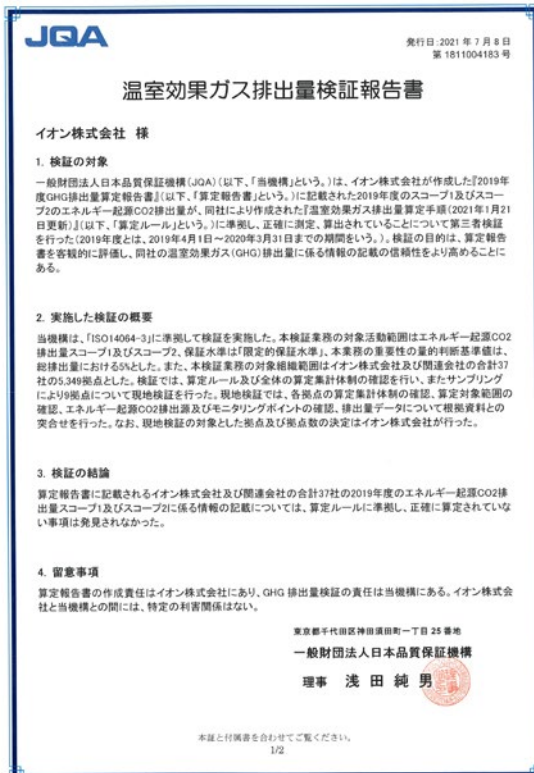 JQA
発行日:2021年7月8日
第1811004183号
温室効果ガス排出量検証報告書
イオン株式会社 様
1. 検証の対象
一般財団法人日本品質保証機構(JQA)(以下、「当機構」という。)は、イオン株式会社が作成した『2019年
度GHG排出量算定報告書』(以下、「算定報告書」という。)に記載された2019年度のスコープ1及びスコー
プ2のエネルギー起源CO2排出量が、同社により作成された『温室効果ガス排出量算定手順(2021年1月21
日更新)』(以下、「算定ルール」という。)に準拠し、正確に測定、算出されていることについて第三者検証
を行った(2019年度とは、2019年4月1日~2020年3月31日までの期間をいう。)。検証の目的は、算定報告
書を客観的に評価し、同社の温室効果ガス(GHG)排出量に係る情報の記載の信頼性をより高めることに
ある。
2. 実施した検証の概要
当機構は、「ISO14064-3」に準拠して検証を実施した。本検証業務の対象活動範囲はエネルギー起源CO2
排出量スコープ1及びスコープ2、保証水準は「限定的保証水準」、本業務の重要性の量的判断基準値は、
総排出量における5%とした。また、本検証業務の対象組織範囲はイオン株式会社及び関連会社の合計37
社の5,349拠点とした。検証では、算定ルール及び全体の算定集計体制の確認を行い、またサンプリング
により9拠点について現地検証を行った。現地検証では、各拠点の算定集計体制の確認、算定対象範囲の
確認、エネルギー起源CO2排出源及びモニタリングポイントの確認、排出量データについて根拠資料との
突合せを行った。なお、現地検証の対象とした拠点及び拠点数の決定はイオン株式会社が行った。
3. 検証の結論
算定報告書に記載されるイオン株式会社及び関連会社の合計37社の2019年度のエネルギー起源CO2排
出量スコープ1及びスコープ2に係る情報の記載については、算定ルールに準拠し、正確に算定されていな
い事項は発見されなかった。
4. 留意事項
算定報告書の作成責任はイオン株式会社にあり、GHG 排出量検証の責任は当機構にある。イオン株式会
社と当機構との間には、特定の利害関係はない。
東京都千代田区神田須田町一丁目25番地
一般財団法人日本品質保証機構
理事 浅田純男
本証と付属書を合わせてご覧ください。
1/2